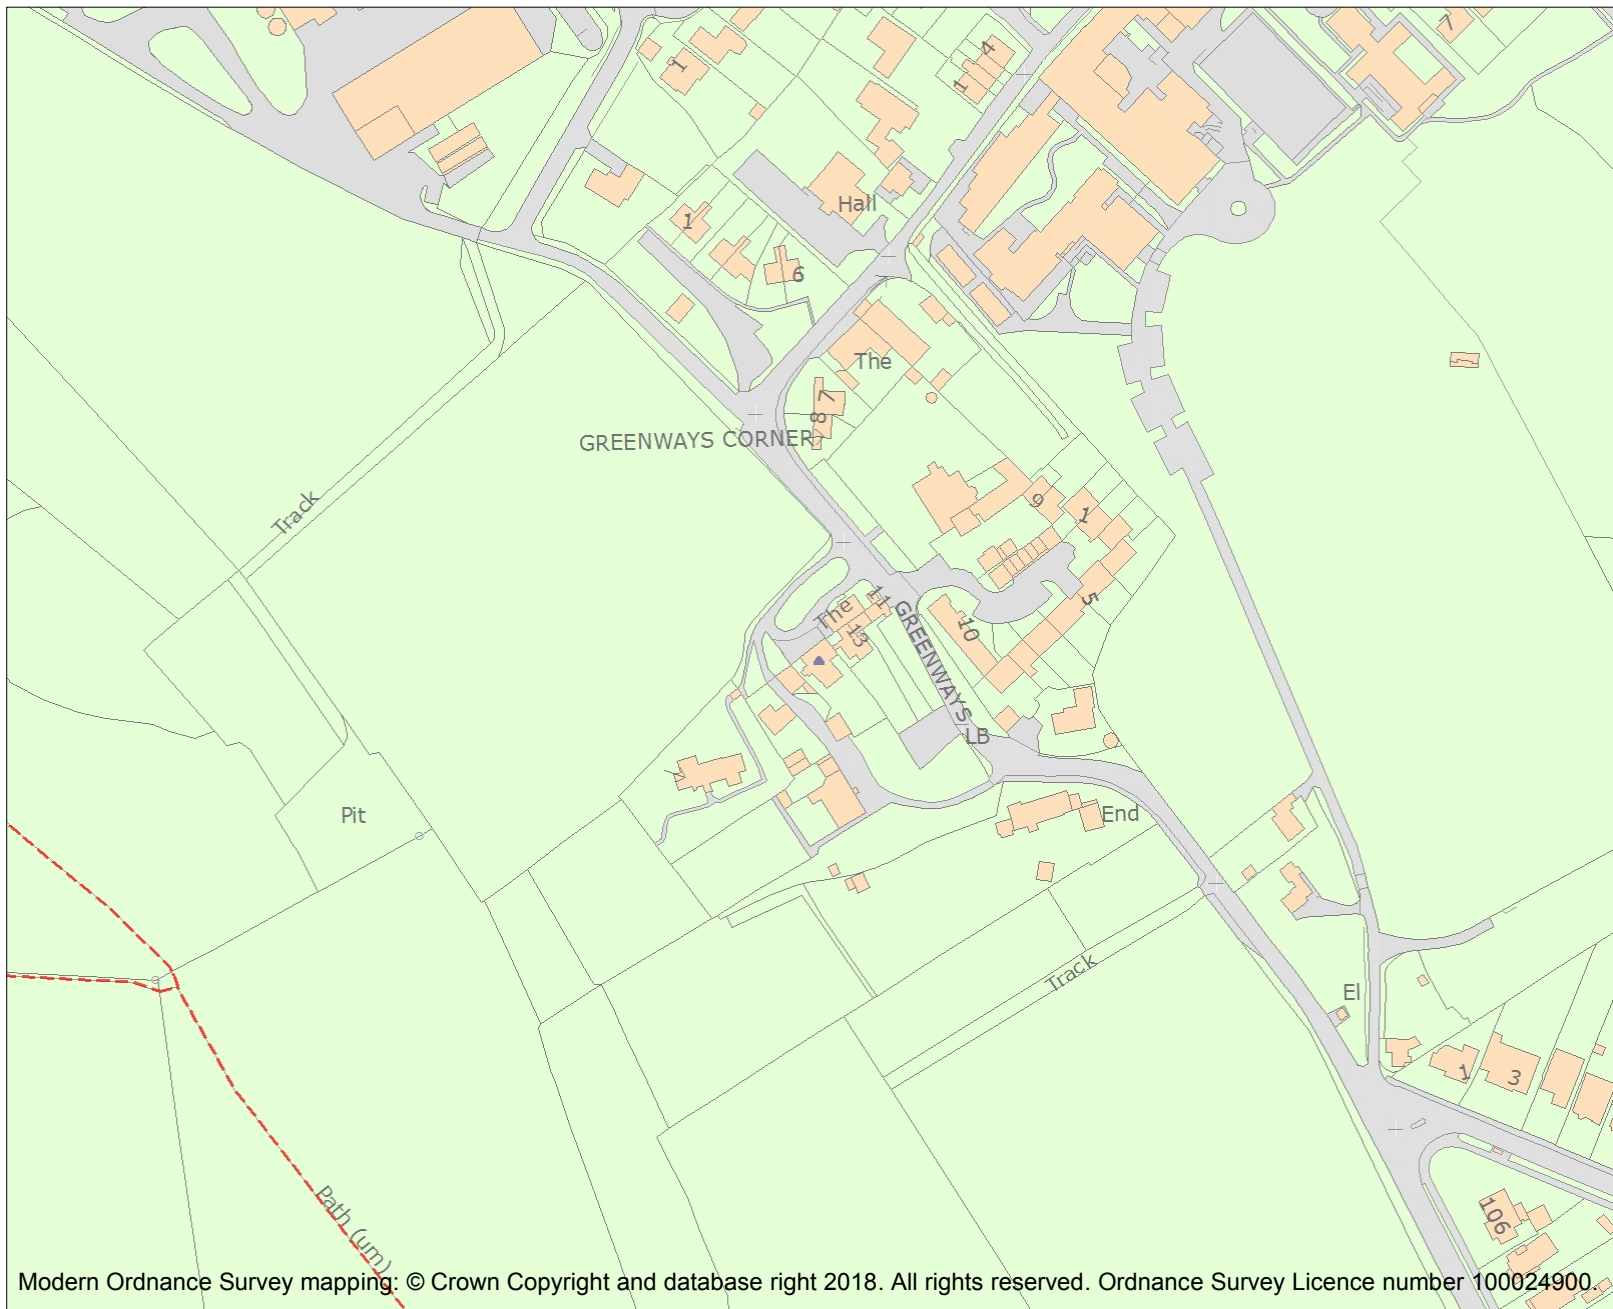 7
4
1
1
Hall
1
6
The
7
8
GREENWAYS CORNER
Track
9
1
5
The
11
13
10
GREENWAYS
LB
Pit
End
Track
El
1
3
Path (um)
106
Modern Ordnance Survey mapping: © Crown Copyright and database right 2018. All rights reserved. Ordnance Survey Licence number 100024900.